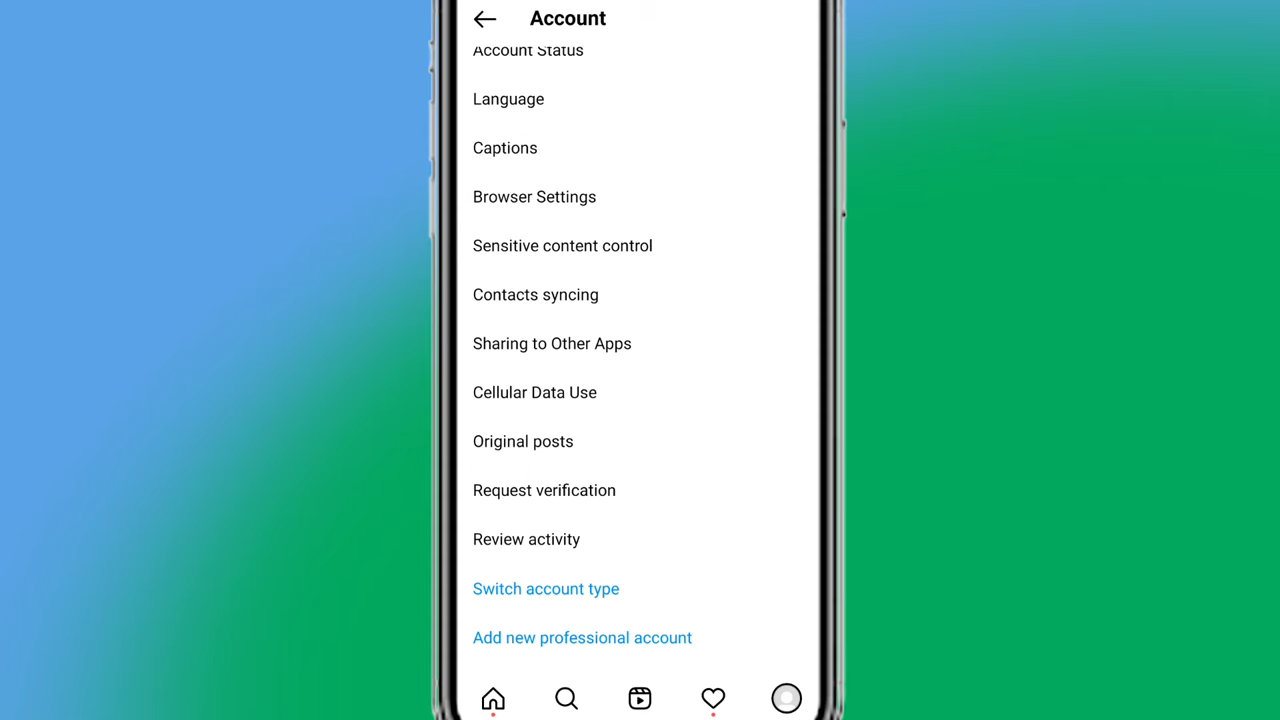 Account
Account Status
Language
Captions
Browser Settings
Sensitive content control
Contacts syncing
Sharing to Other Apps
Cellular Data Use
Original posts
Request verification
Review activity
Switch account type
Add new professional account